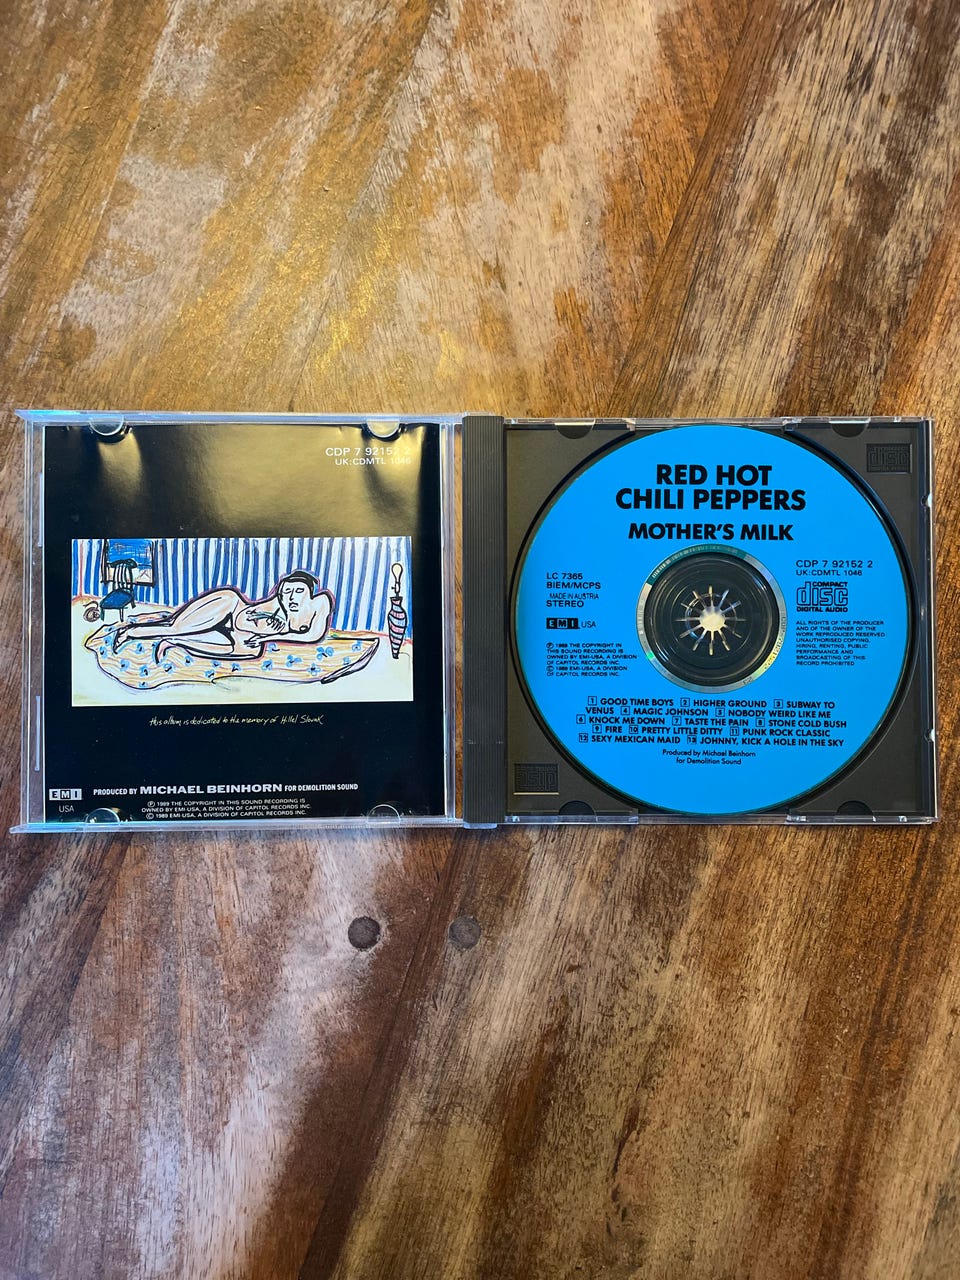 CDP 7 92152 2
UK:CDMTL 1046
this album is dedicated to the memory of Hillel Slovak
EMI
USA
PRODUCED BY MICHAEL BEINHORN FOR DEMOLITION SOUND
Ⓟ 1989 THE COPYRIGHT IN THIS SOUND RECORDING IS
OWNED BY EMI-USA, A DIVISION OF CAPITOL RECORDS INC.
© 1989 EMI-USA, A DIVISION OF CAPITOL RECORDS INC.
RED HOT
CHILI PEPPERS
MOTHER'S MILK
LC 7365
BIEM/MCPS
MADE IN AUSTRIA
STEREO
EMI USA
Ⓟ 1989 THE COPYRIGHT IN
THIS SOUND RECORDING IS
OWNED BY EMI-USA, A DIVISION
OF CAPITOL RECORDS INC.
© 1989 EMI-USA, A DIVISION
OF CAPITOL RECORDS INC.
CDP 7 92152 2
UK:CDMTL 1046
COMPACT
disc
DIGITAL AUDIO
ALL RIGHTS OF THE PRODUCER
AND OF THE OWNER OF THE
WORK REPRODUCED RESERVED
UNAUTHORISED COPYING,
HIRING, RENTING, PUBLIC
PERFORMANCE AND
BROADCASTING OF THIS
RECORD PROHIBITED
1 GOOD TIME BOYS 2 HIGHER GROUND 3 SUBWAY TO
VENUS 4 MAGIC JOHNSON 5 NOBODY WEIRD LIKE ME
6 KNOCK ME DOWN 7 TASTE THE PAIN 8 STONE COLD BUSH
9 FIRE 10 PRETTY LITTLE DITTY 11 PUNK ROCK CLASSIC
12 SEXY MEXICAN MAID 13 JOHNNY, KICK A HOLE IN THE SKY
Produced by Michael Beinhorn
for Demolition Sound
disc